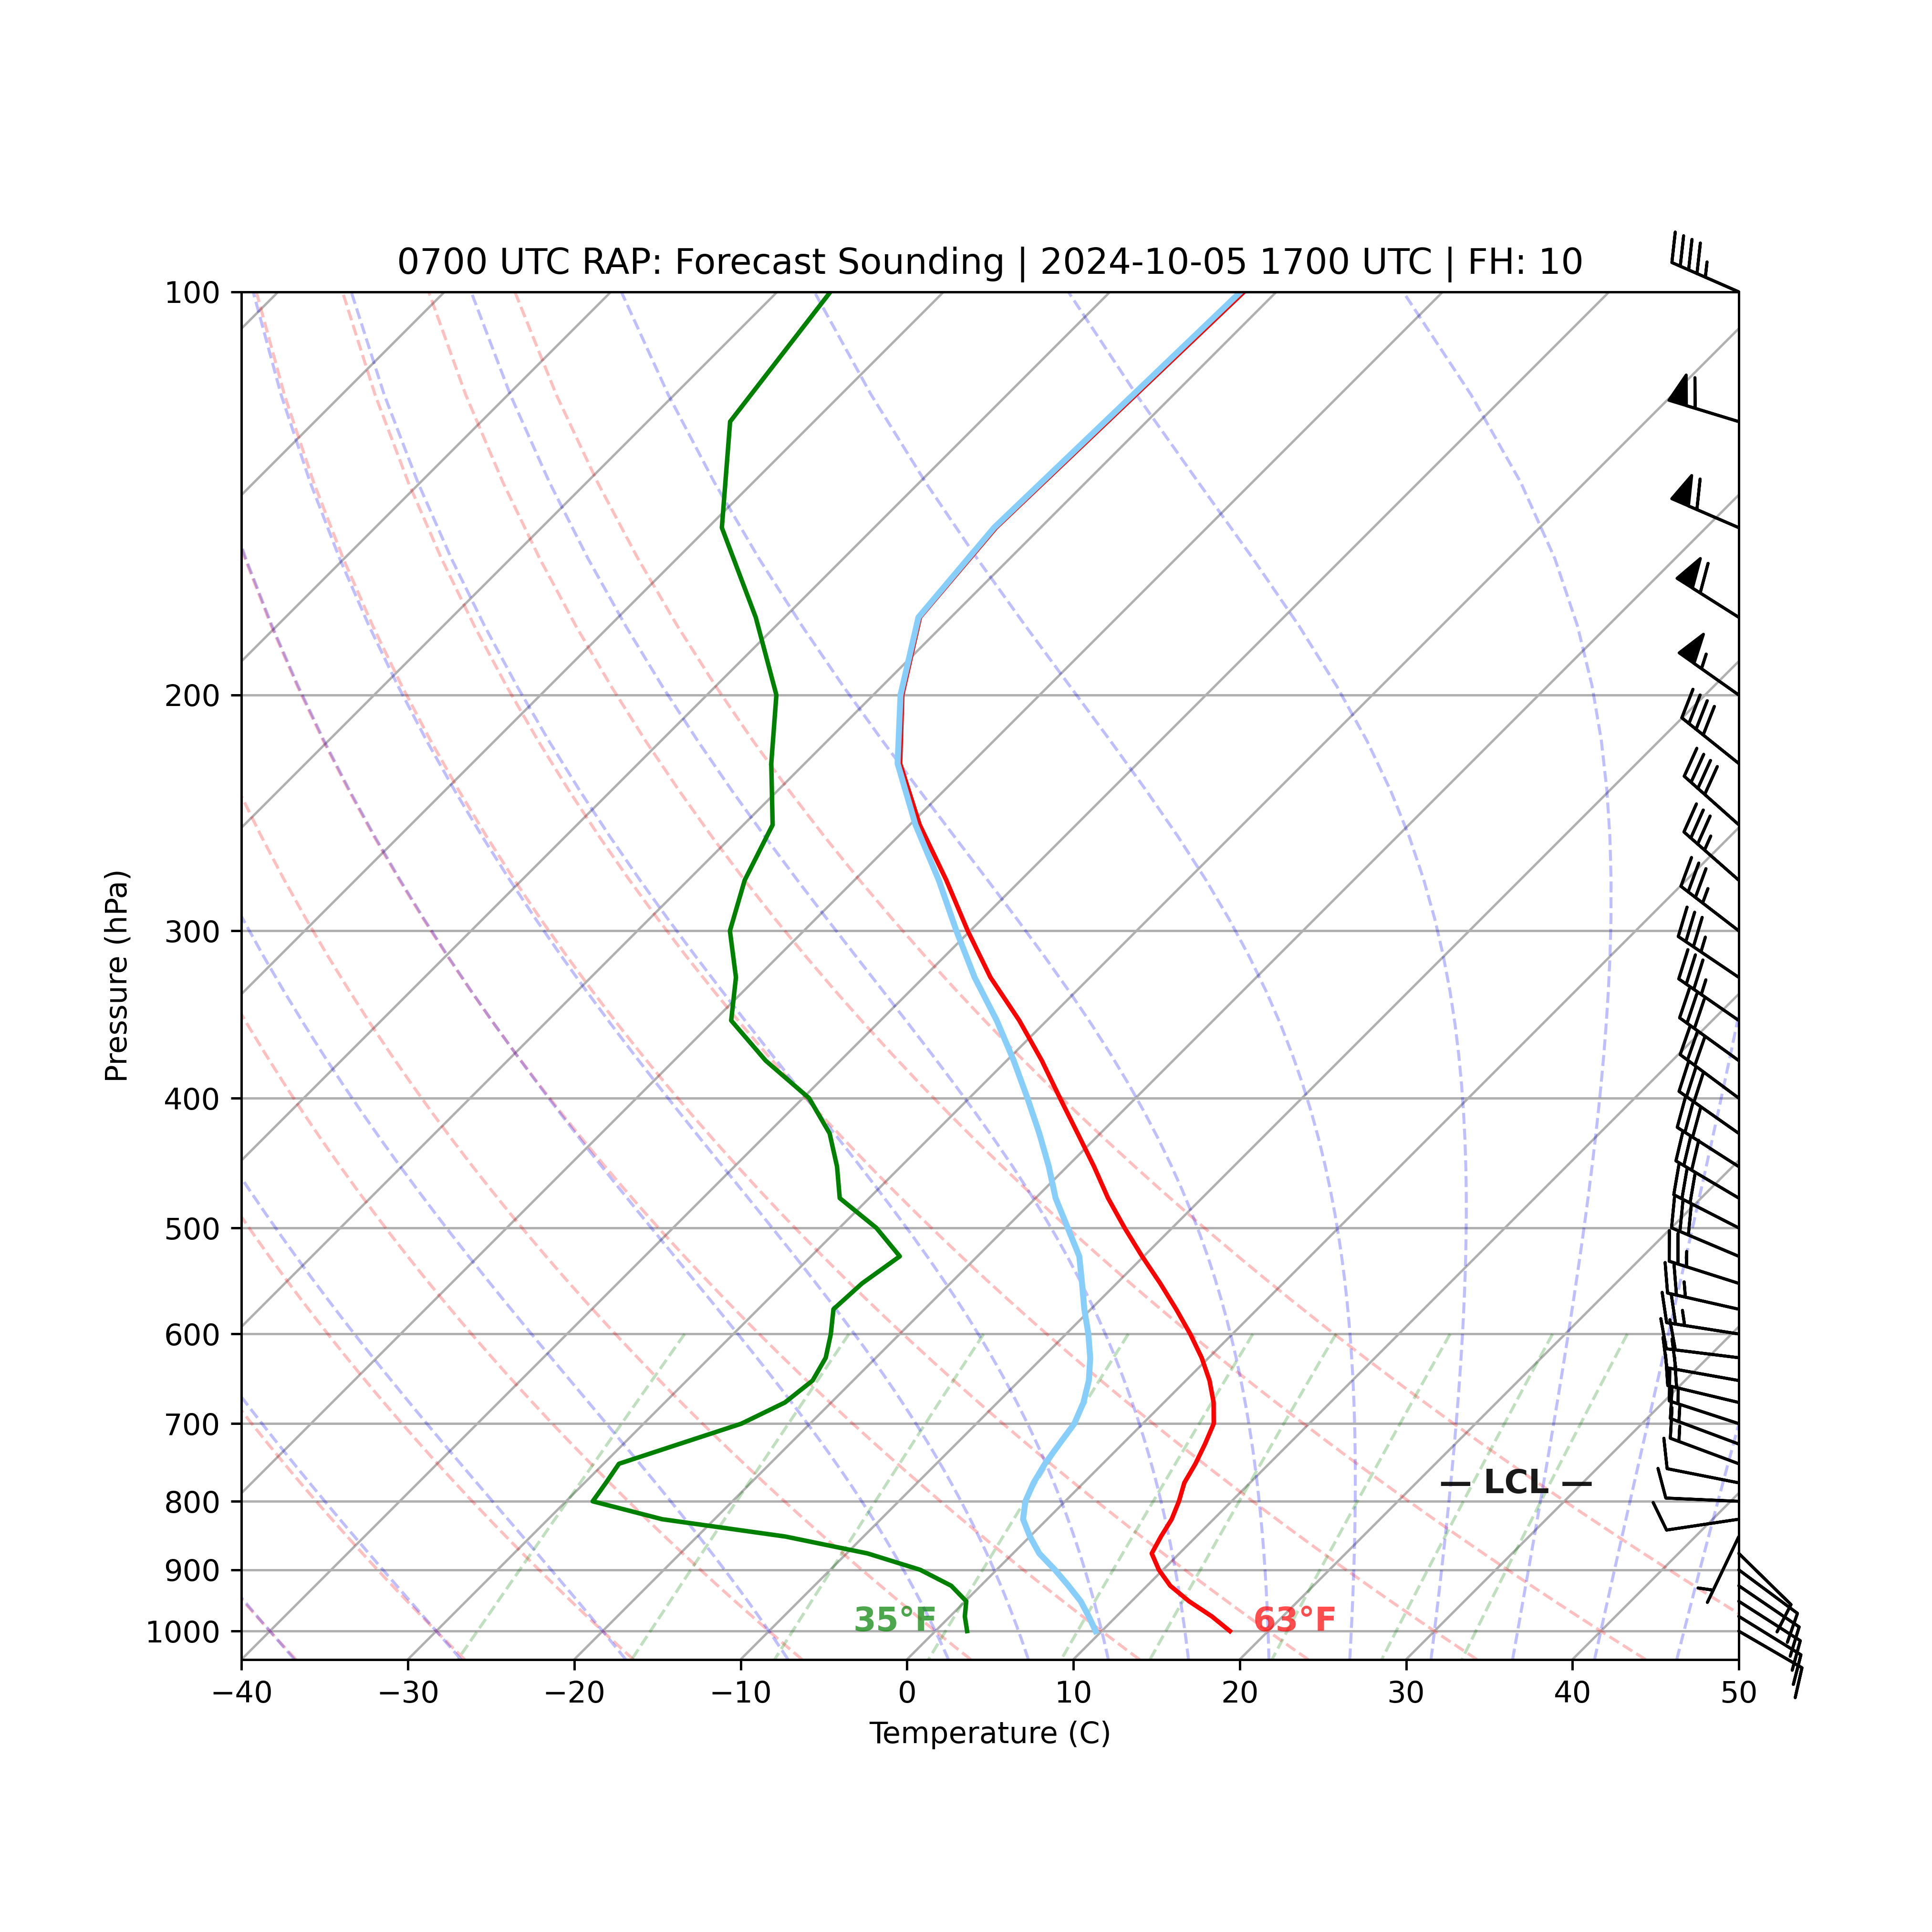 0700 UTC RAP: Forecast Sounding | 2024-10-05 1700 UTC | FH: 10
100
200
300
400
500
600
700
800
900
1000
Pressure (hPa)
— LCL —
35°F
63°F
−40 −30 −20 −10 0 10 20 30 40 50
Temperature (C)